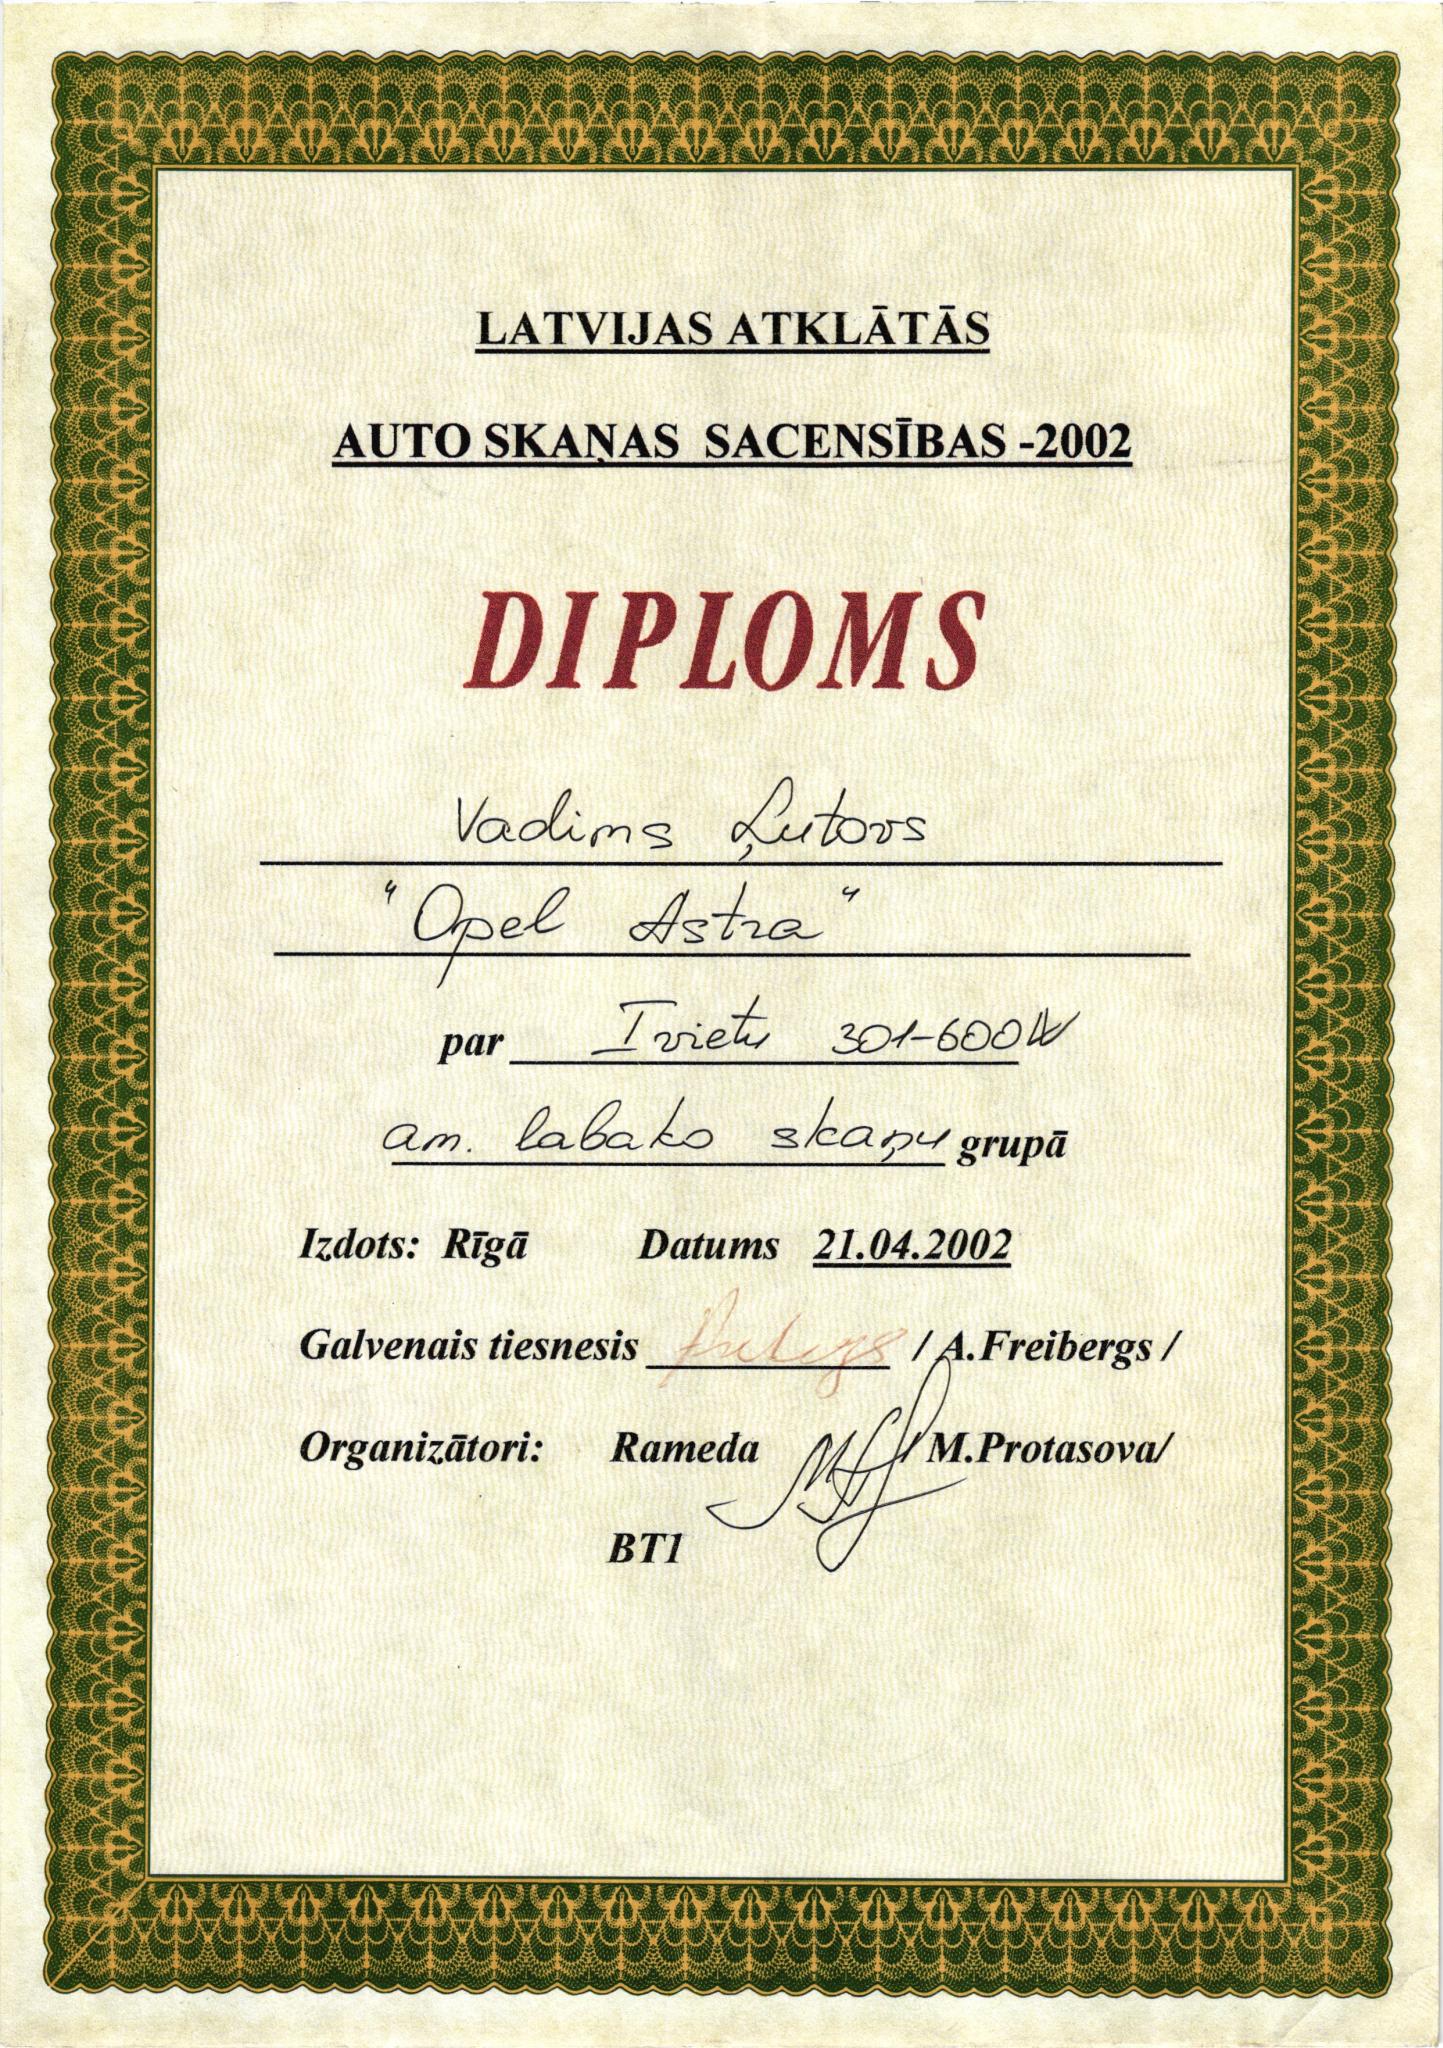 LATVIJAS ATKLĀTĀS
AUTO SKAŅAS SACENSĪBAS -2002
DIPLOMS
Vadims Ļutovs
"Opel Astra"
par I vietu 301-600W
am. labako skaņu grupā
Izdots: Rīgā Datums 21.04.2002
Galvenais tiesnesis / A.Freibergs /
Organizātori: Rameda / M.Protasova/
BT1